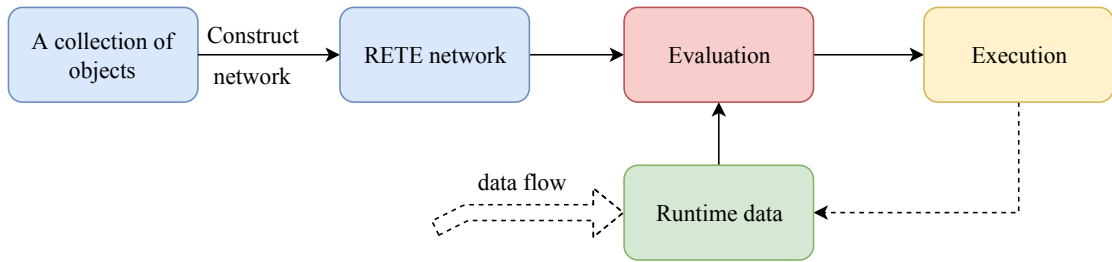 A collection of
objects
Construct
network
RETE network
Evaluation
Execution
data flow
Runtime data